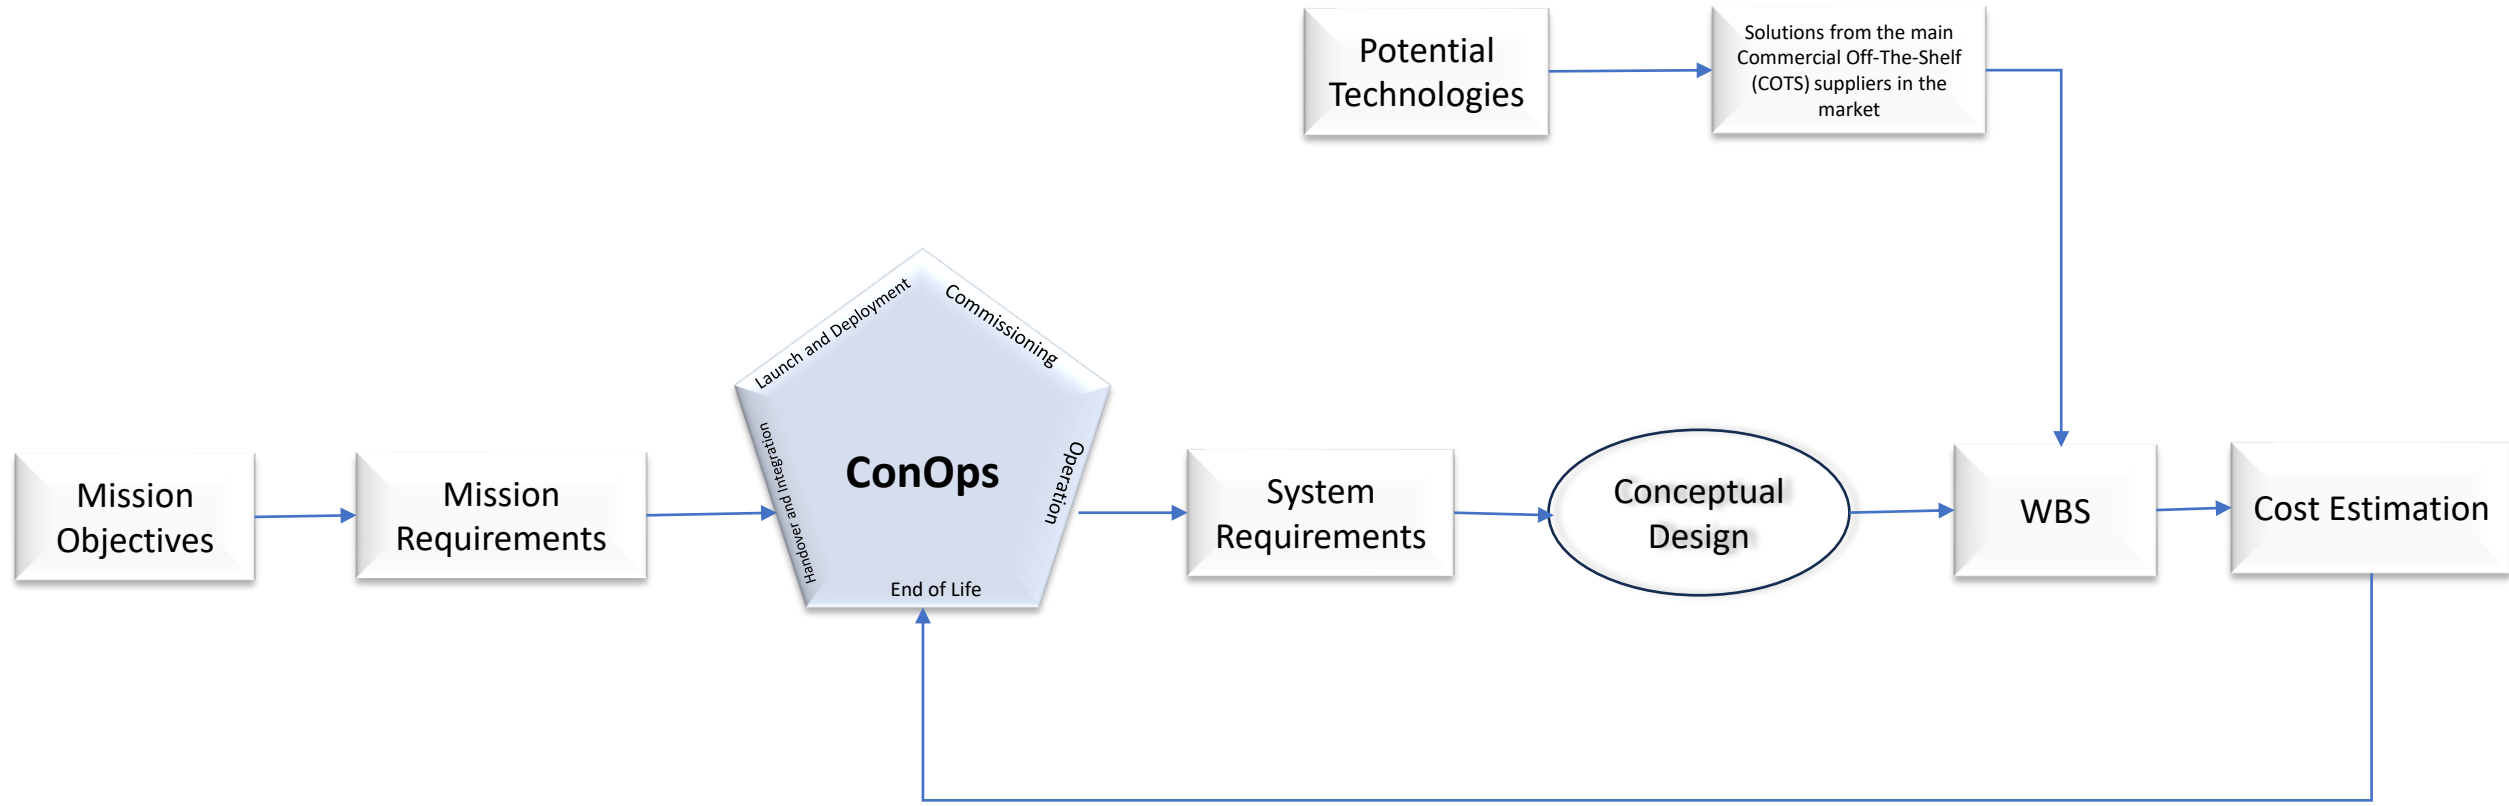 Potential
Technologies
Solutions from the main
Commercial Off-The-Shelf
(COTS) suppliers in the
market
Mission
Objectives
Mission
Requirements
Handover and Integration
Launch and Deployment
Commissioning
Operation
End of Life
ConOps
System
Requirements
Conceptual
Design
WBS
Cost Estimation